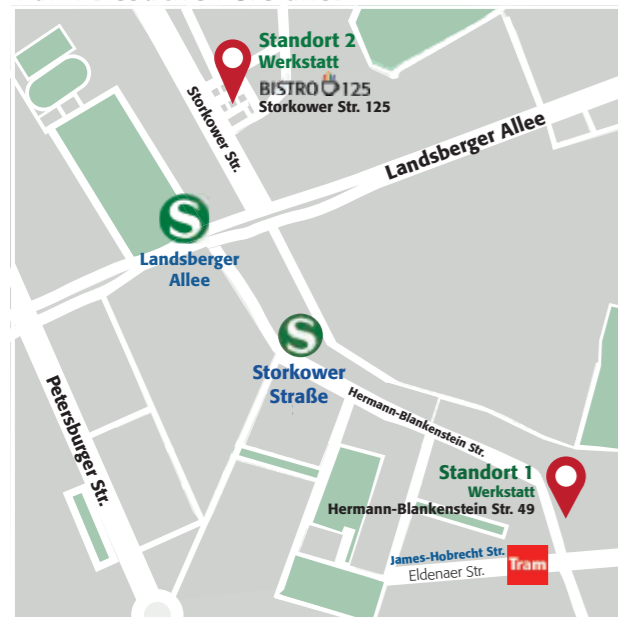 Standort 2
Werkstatt
BISTRO 125
Storkower Str. 125
Storkower Str.
Landsberger Allee
S
Landsberger
Allee
S
Storkower
Straße
Petersburger Str.
Hermann-Blankenstein Str.
Standort 1
Werkstatt
Hermann-Blankenstein Str. 49
James-Hobrecht Str.
Eldenaer Str.
Tram